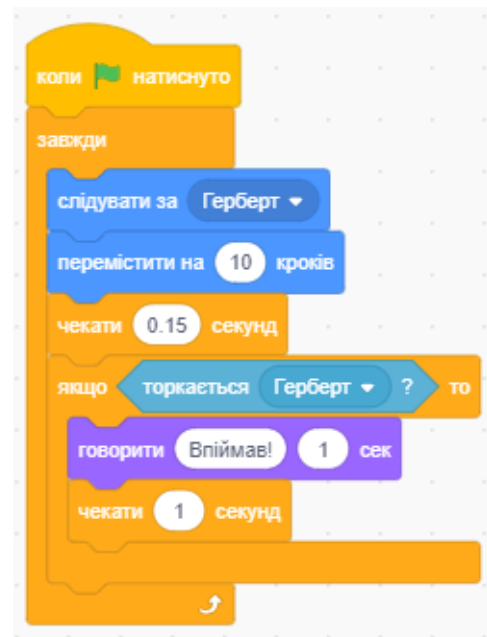 коли натиснуто
завжди
слідувати за Герберт
перемістити на 10 кроків
чекати 0.15 секунд
якщо торкається Герберт ? то
говорити Впіймав! 1 сек
чекати 1 секунд